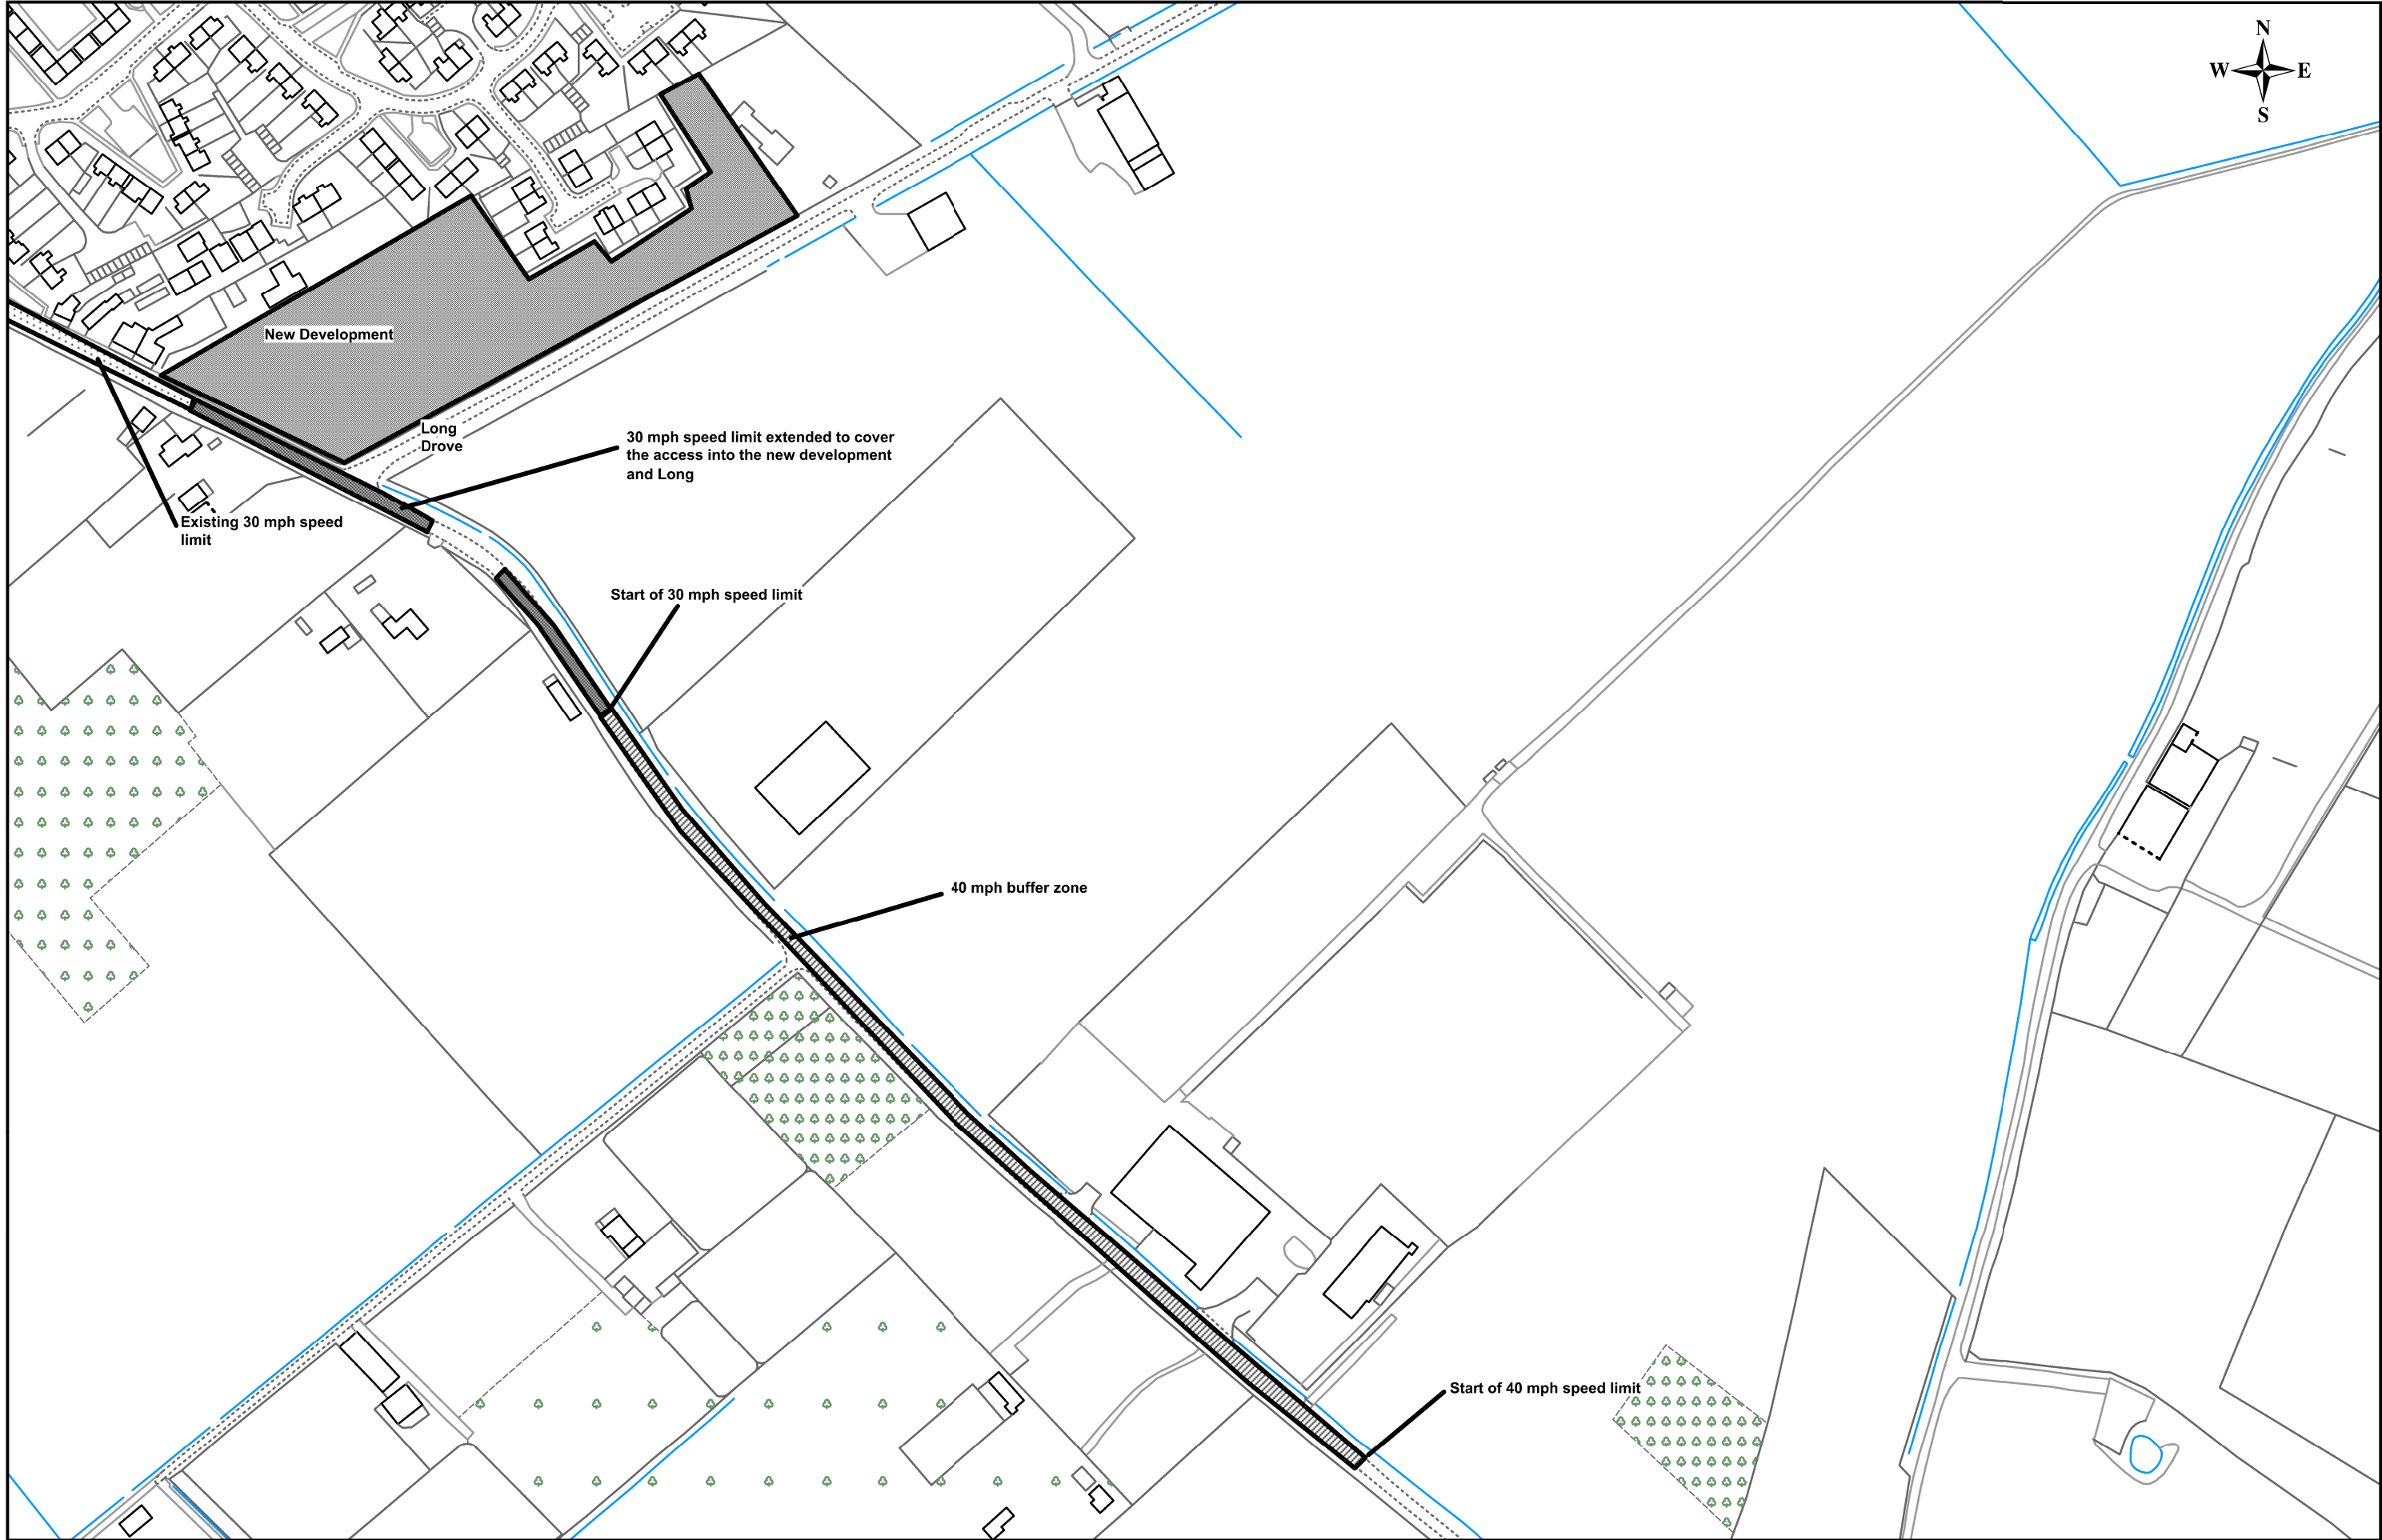 N
W E
S
New Development
Long
Drove
30 mph speed limit extended to cover
the access into the new development
and Long
Existing 30 mph speed
limit
Start of 30 mph speed limit
40 mph buffer zone
Start of 40 mph speed limit